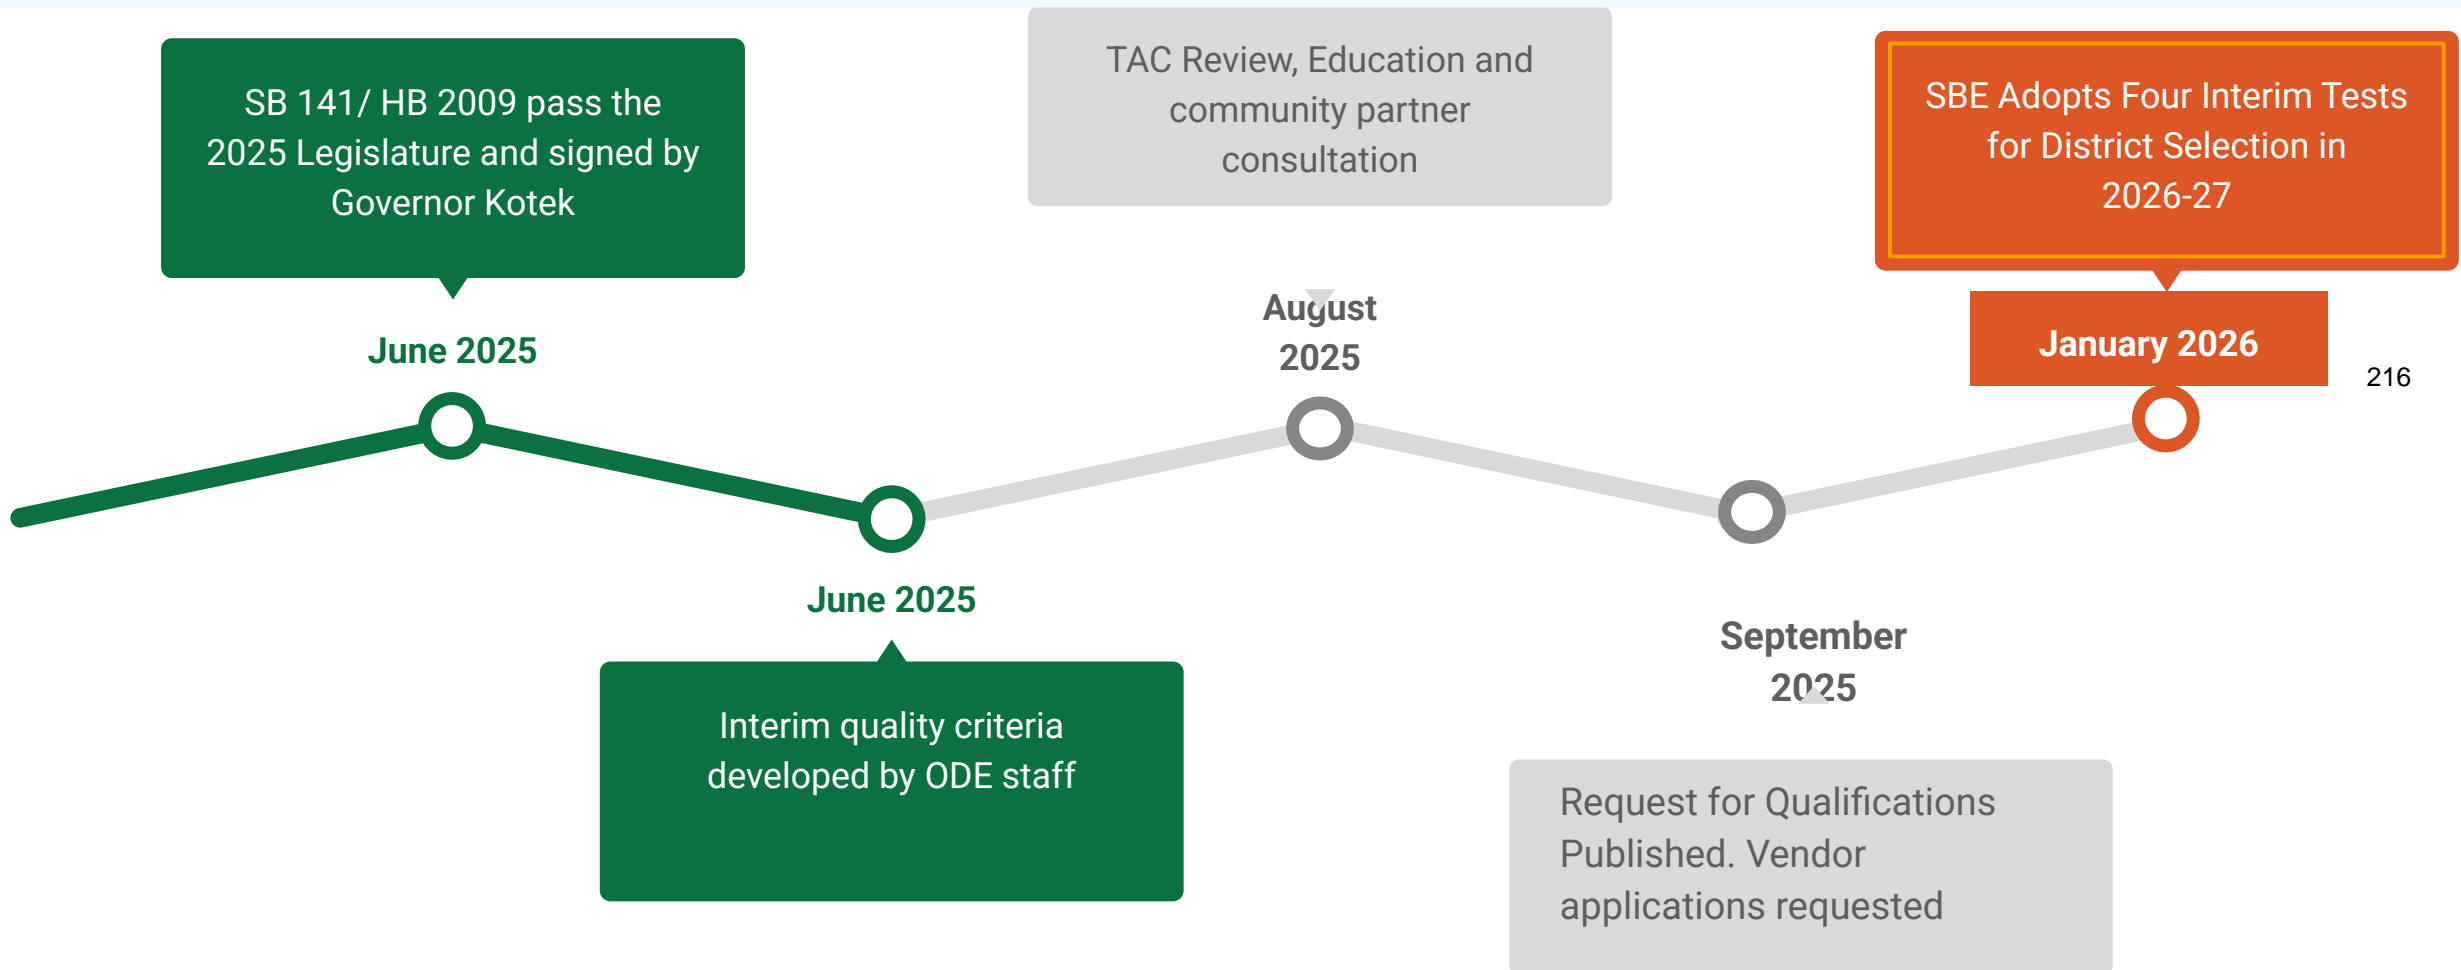 SB 141/ HB 2009 pass the
2025 Legislature and signed by
Governor Kotek
June 2025
Interim quality criteria
developed by ODE staff
June 2025
TAC Review, Education and
community partner
consultation
August
2025
Request for Qualifications
Published. Vendor
applications requested
September
2025
SBE Adopts Four Interim Tests
for District Selection in
2026-27
January 2026
216